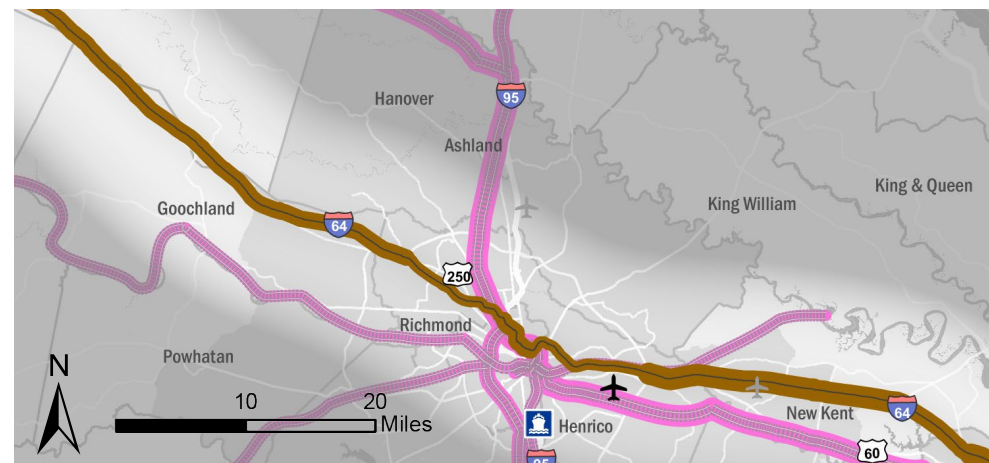 Hanover
95
Ashland
King & Queen
King William
Goochland
64
250
Richmond
Powhatan
N
10
20
Miles
New Kent
64
Henrico
60
95